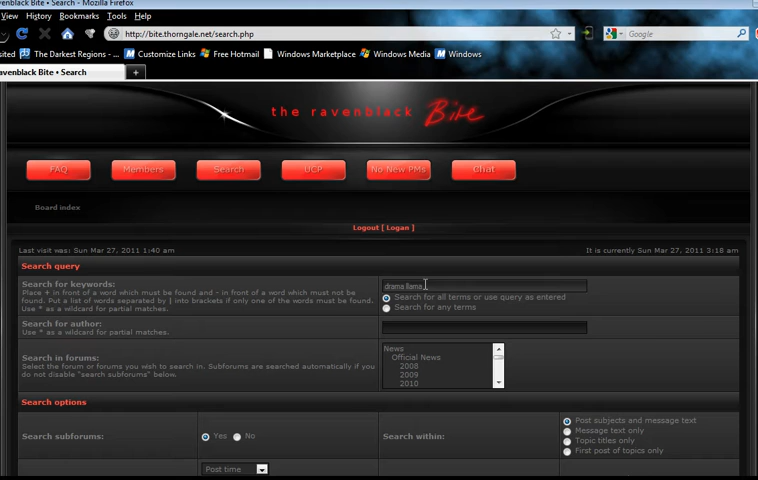 avenblack Bite • Search - Mozilla Firefox
View History Bookmarks Tools Help
http://bite.thorngale.net/search.php
Google
sited The Darkest Regions - ... Customize Links Free Hotmail Windows Marketplace Windows Media Windows
avenblack Bite • Search
the ravenblack Bite
FAQ Members Search UCP No New PMs Chat
Board index
Logout [ Logan ]
Last visit was: Sun Mar 27, 2011 1:40 am
It is currently Sun Mar 27, 2011 3:18 am
Search query
Search for keywords:
Place + in front of a word which must be found and - in front of a word which must not be
found. Put a list of words separated by | into brackets if only one of the words must be found.
Use * as a wildcard for partial matches.
drama llama
Search for all terms or use query as entered
Search for any terms
Search for author:
Use * as a wildcard for partial matches.
Search in forums:
Select the forum or forums you wish to search in. Subforums are searched automatically if you
do not disable "search subforums" below.
News
Official News
2008
2009
2010
Search options
Search subforums:
Yes No
Search within:
Post subjects and message text
Message text only
Topic titles only
First post of topics only
Post time